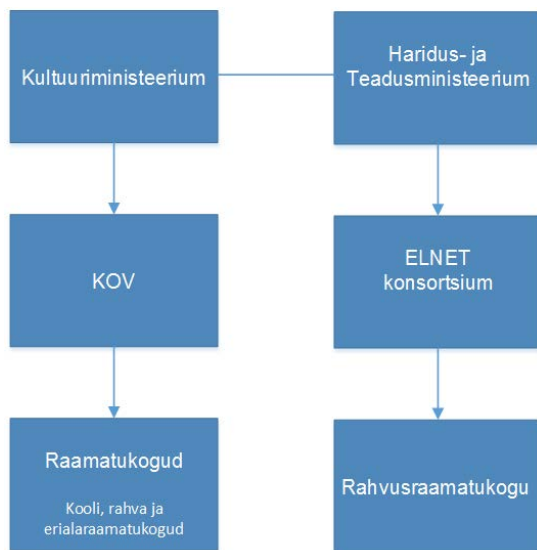 Kultuuriministeerium
Haridus- ja
Teadusministeerium
KOV
ELNET
konsortsium
Raamatukogud
Kooli, rahva ja
erialaraamatukogud
Rahvusraamatukogu